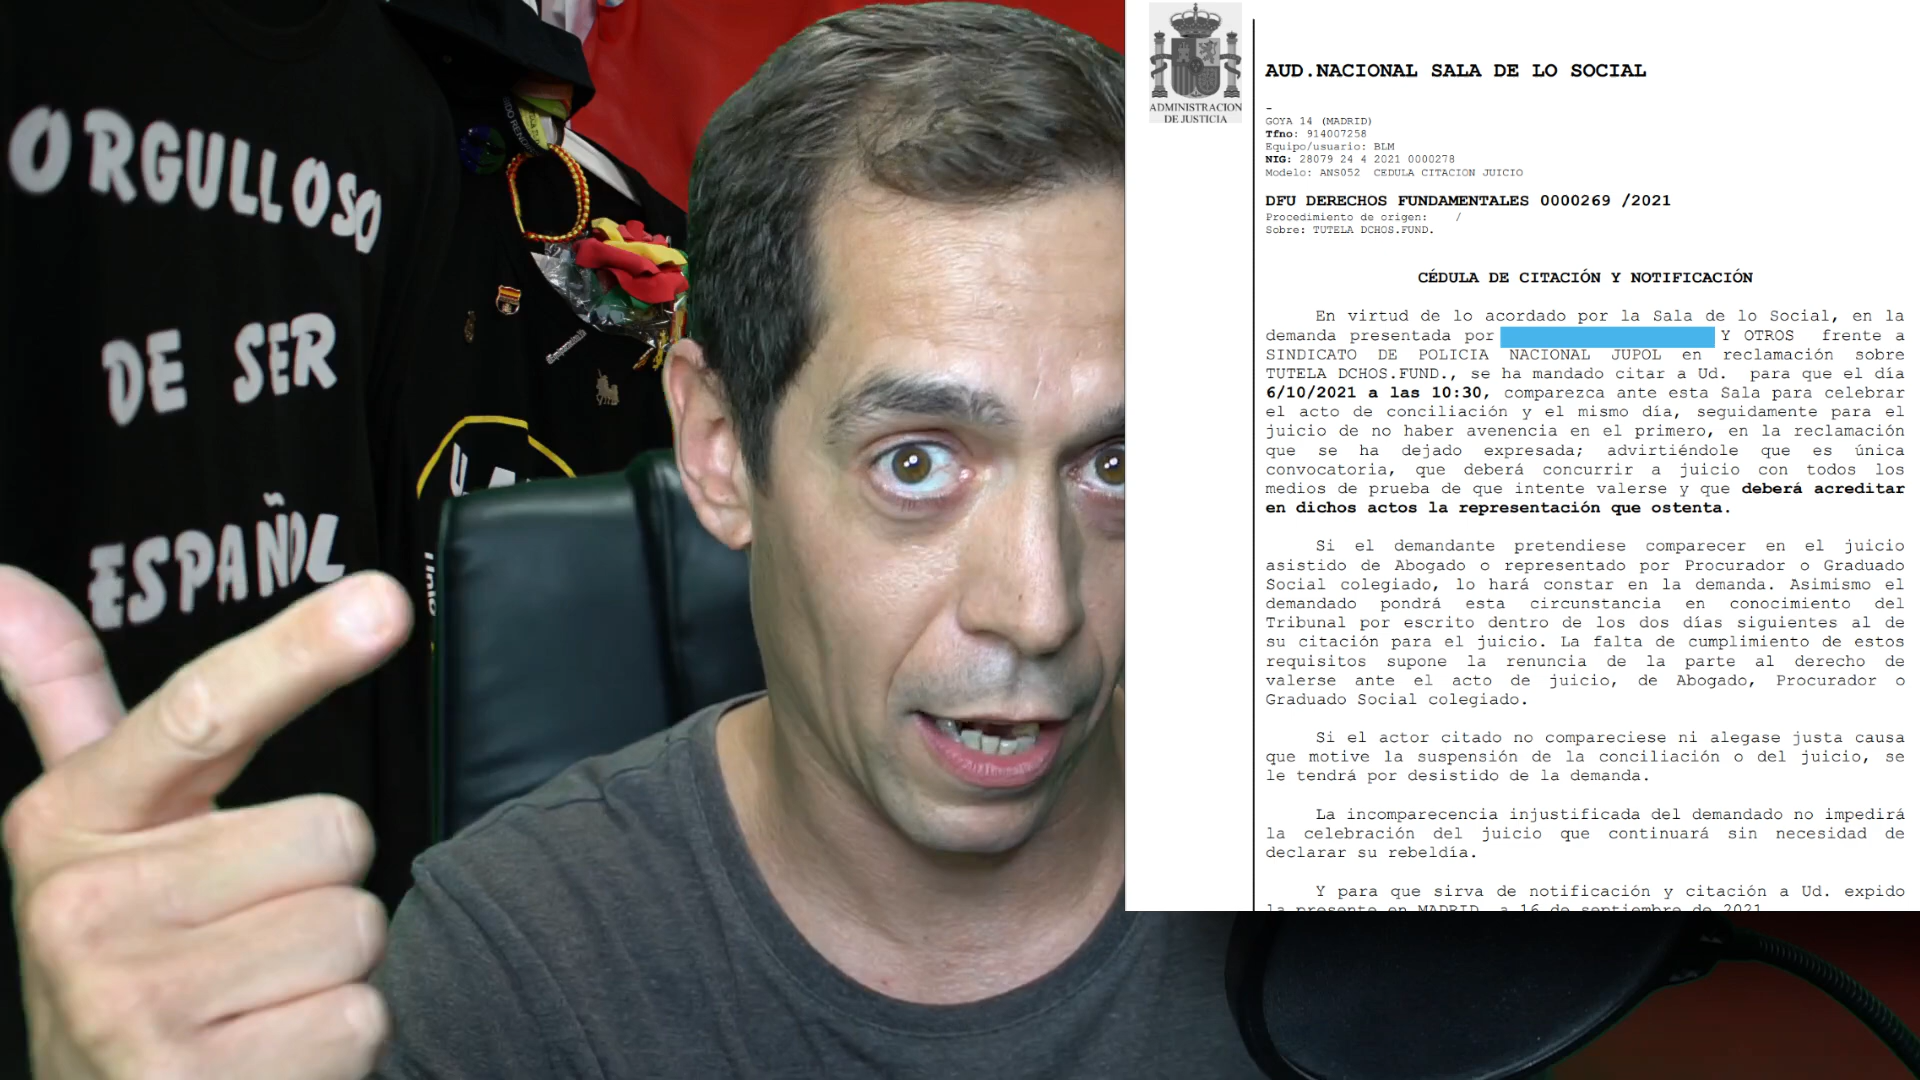 ORGULLOSO
DE SER
ESPAÑOL
ADMINISTRACION
DE JUSTICIA
AUD.NACIONAL SALA DE LO SOCIAL
-
GOYA 14 (MADRID)
Tfno: 914007258
Equipo/usuario: BLM
NIG: 28079 24 4 2021 0000278
Modelo: ANS052 CEDULA CITACION JUICIO
DFU DERECHOS FUNDAMENTALES 0000269 /2021
Procedimiento de origen: /
Sobre: TUTELA DCHOS.FUND.
CÉDULA DE CITACIÓN Y NOTIFICACIÓN
En virtud de lo acordado por la Sala de lo Social, en la
demanda presentada por Y OTROS frente a
SINDICATO DE POLICIA NACIONAL JUPOL en reclamación sobre
TUTELA DCHOS.FUND., se ha mandado citar a Ud. para que el día
6/10/2021 a las 10:30, comparezca ante esta Sala para celebrar
el acto de conciliación y el mismo día, seguidamente para el
juicio de no haber avenencia en el primero, en la reclamación
que se ha dejado expresada; advirtiéndole que es única
convocatoria, que deberá concurrir a juicio con todos los
medios de prueba de que intente valerse y que deberá acreditar
en dichos actos la representación que ostenta.
Si el demandante pretendiese comparecer en el juicio
asistido de Abogado o representado por Procurador o Graduado
Social colegiado, lo hará constar en la demanda. Asimismo el
demandado pondrá esta circunstancia en conocimiento del
Tribunal por escrito dentro de los dos días siguientes al de
su citación para el juicio. La falta de cumplimiento de estos
requisitos supone la renuncia de la parte al derecho de
valerse ante el acto de juicio, de Abogado, Procurador o
Graduado Social colegiado.
Si el actor citado no compareciese ni alegase justa causa
que motive la suspensión de la conciliación o del juicio, se
le tendrá por desistido de la demanda.
La incomparecencia injustificada del demandado no impedirá
la celebración del juicio que continuará sin necesidad de
declarar su rebeldía.
Y para que sirva de notificación y citación a Ud. expido
la presente en MADRID, a 16 de septiembre de 2021